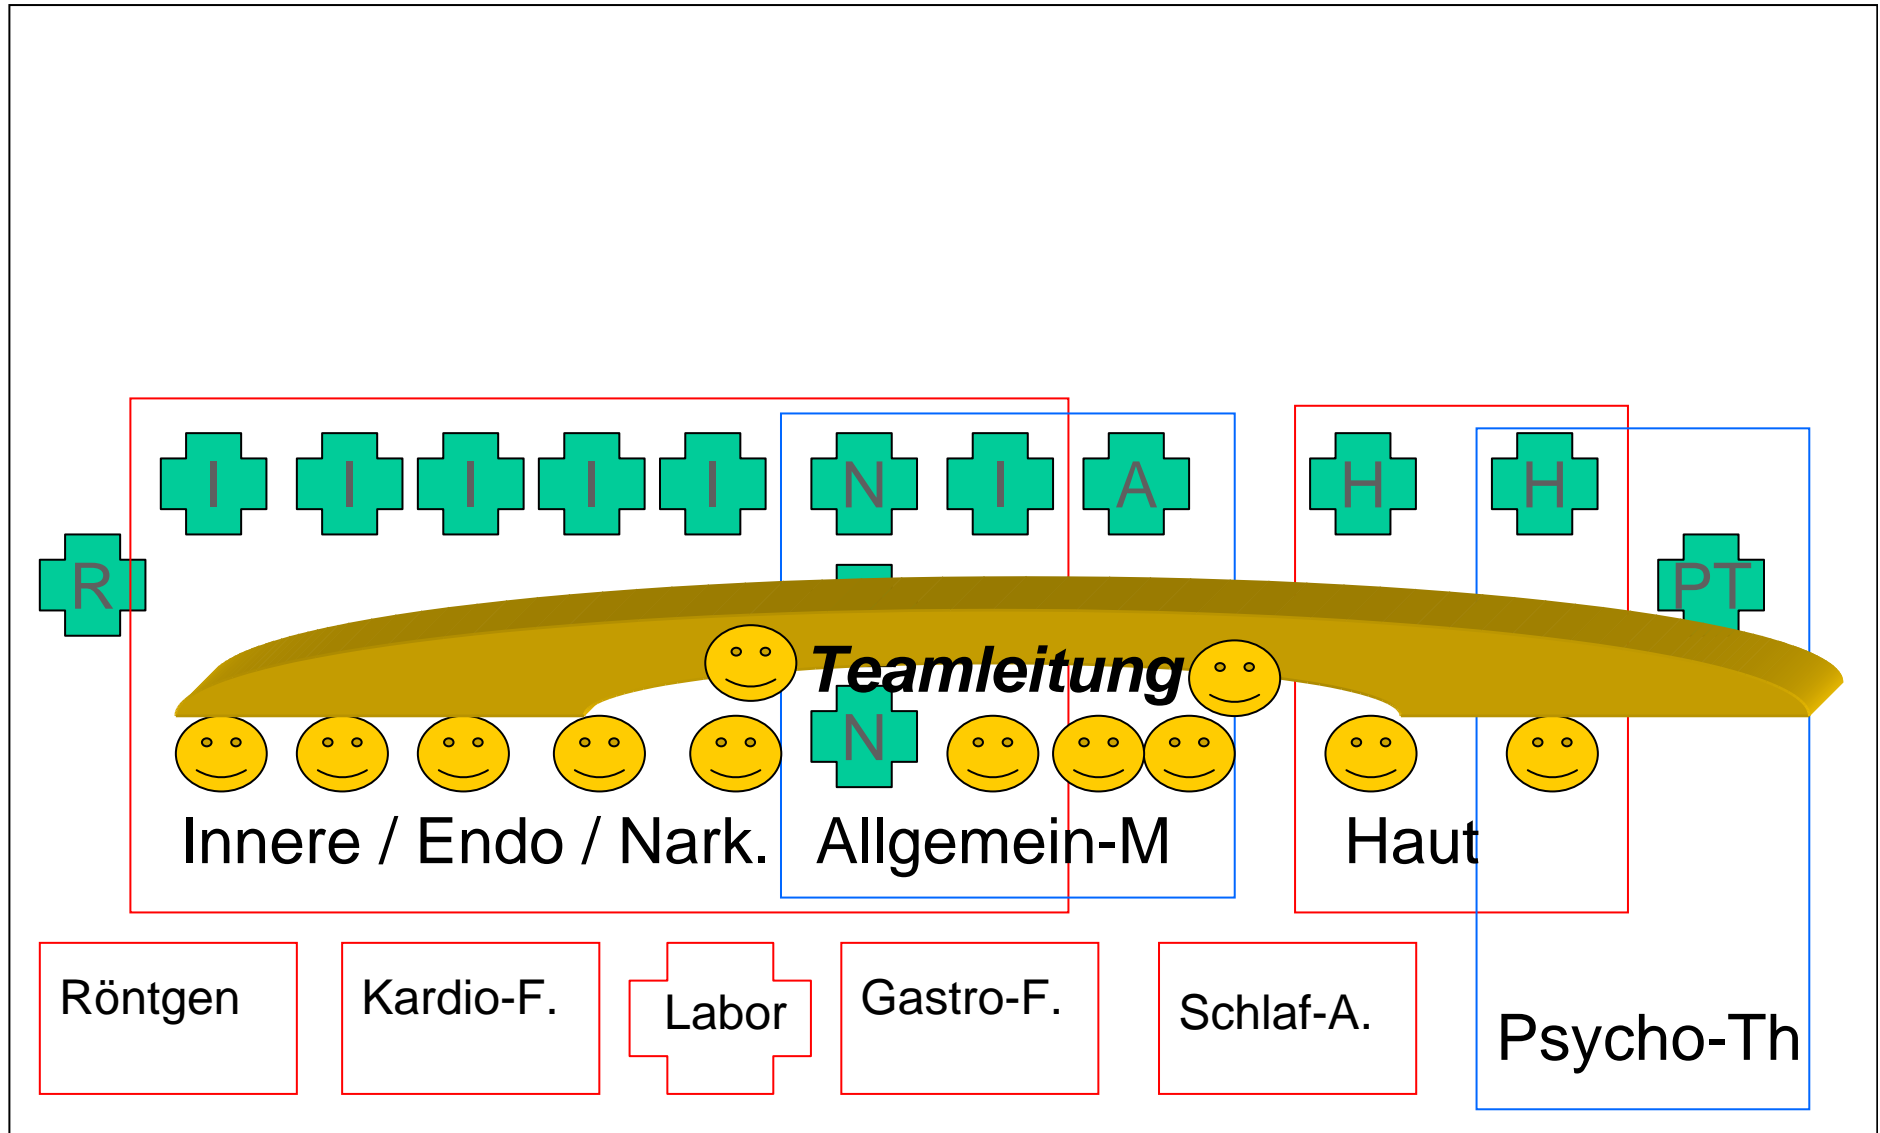 I I I I I N I A H H
R PT
Teamleitung
N
Innere / Endo / Nark. Allgemein-M Haut
Röntgen Kardio-F. Labor Gastro-F. Schlaf-A.
Psycho-Th